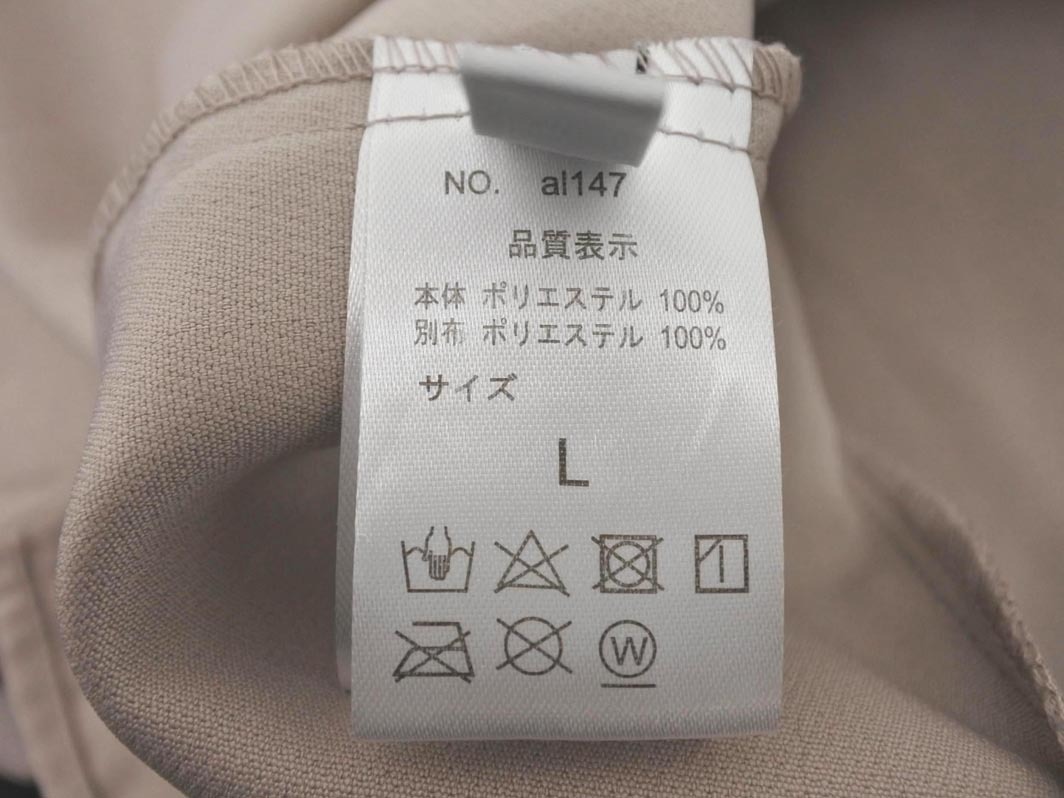 NO. al147
品質表示
本体 ポリエステル 100%
別布 ポリエステル 100%
サイズ
L
W